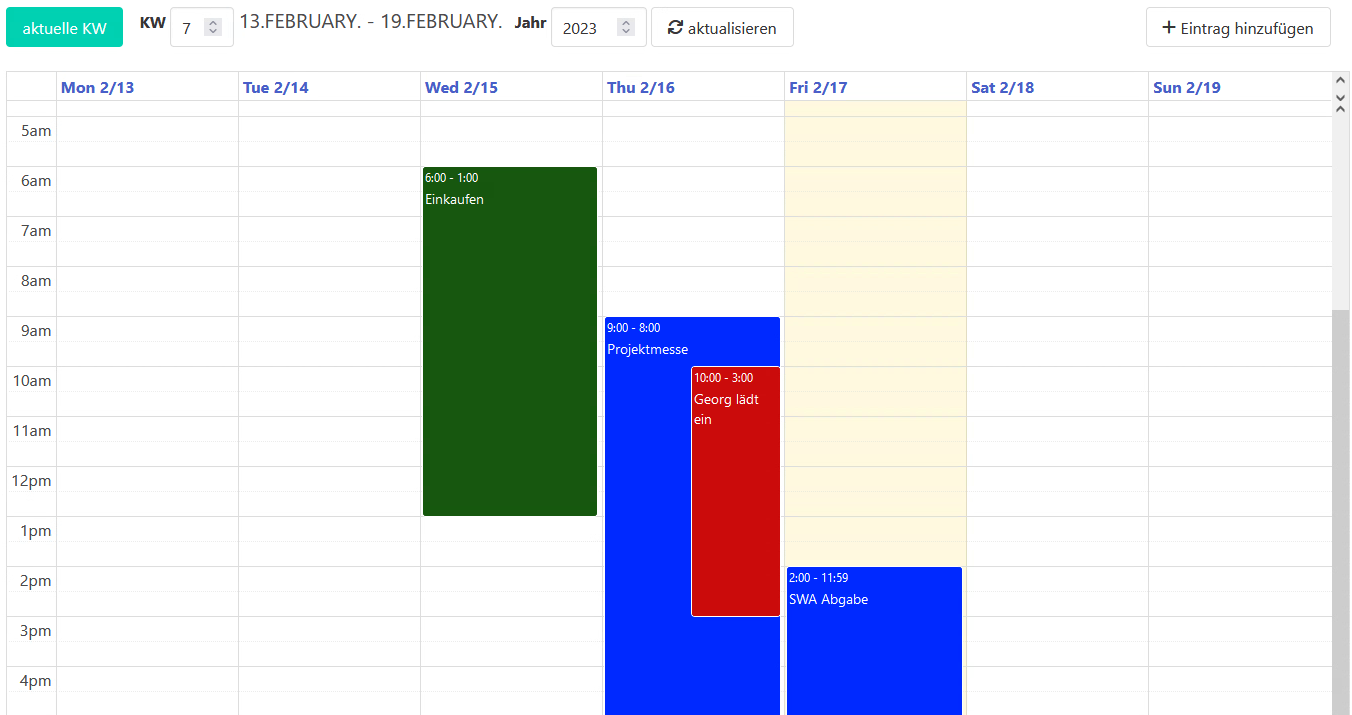 aktuelle KW KW 7 13.FEBRUARY. - 19.FEBRUARY. Jahr 2023 aktualisieren + Eintrag hinzufügen
Mon 2/13 Tue 2/14 Wed 2/15 Thu 2/16 Fri 2/17 Sat 2/18 Sun 2/19
5am
6am
6:00 - 1:00
Einkaufen
7am
8am
9am
9:00 - 8:00
Projektmesse
10am
10:00 - 3:00
Georg lädt
ein
11am
12pm
1pm
2pm
2:00 - 11:59
SWA Abgabe
3pm
4pm